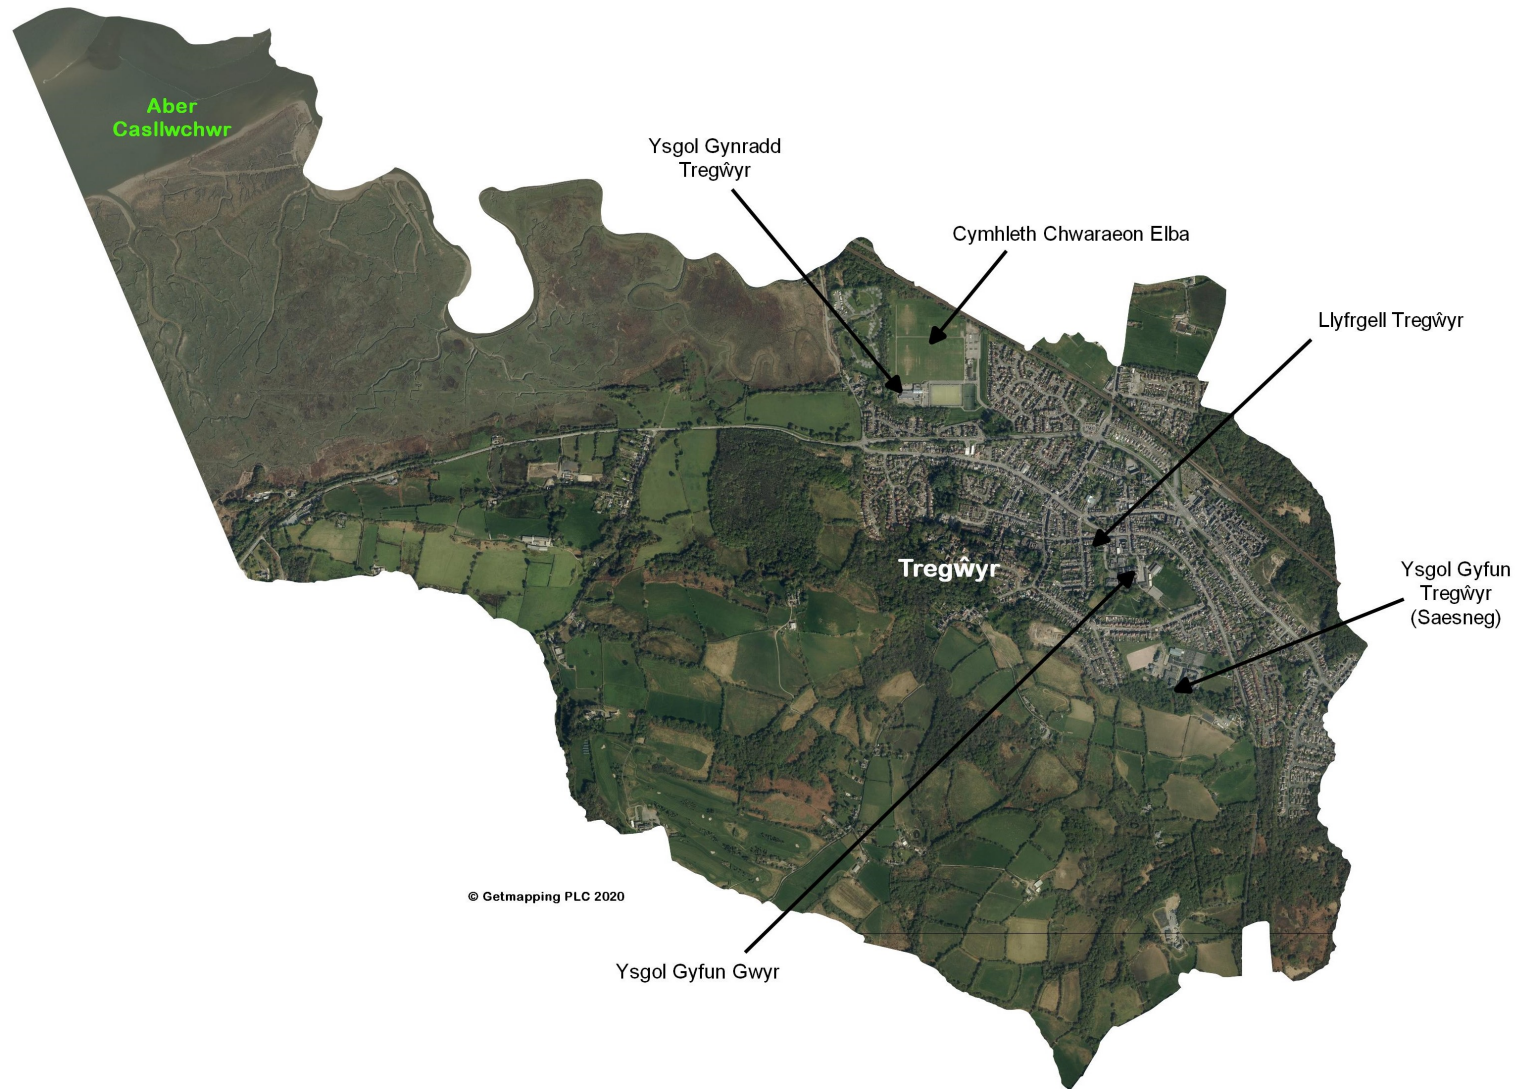 Aber
Casllwchwr
Ysgol Gynradd
Tregŵyr
Cymhleth Chwaraeon Elba
Llyfrgell Tregŵyr
Ysgol Gyfun
Tregŵyr
(Saesneg)
Tregŵyr
© Getmapping PLC 2020
Ysgol Gyfun Gwyr